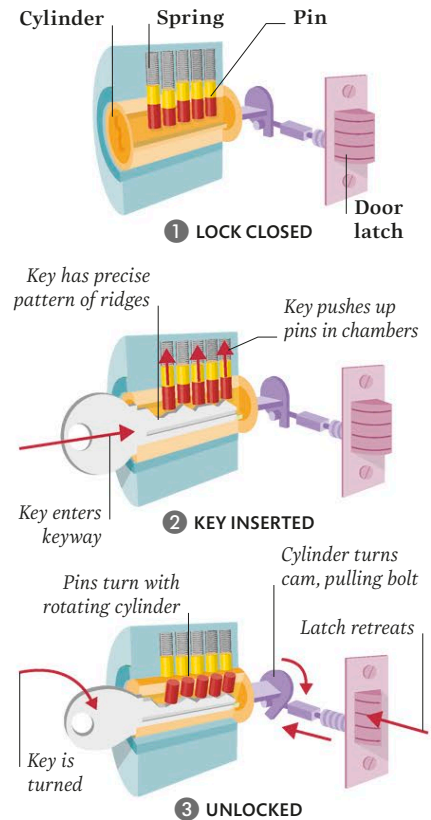 Cylinder
Spring
Pin
Door
latch
1 LOCK CLOSED
Key has precise
pattern of ridges
Key pushes up
pins in chambers
Key enters
keyway
2 KEY INSERTED
Cylinder turns
cam, pulling bolt
Pins turn with
rotating cylinder
Latch retreats
Key is
turned
3 UNLOCKED